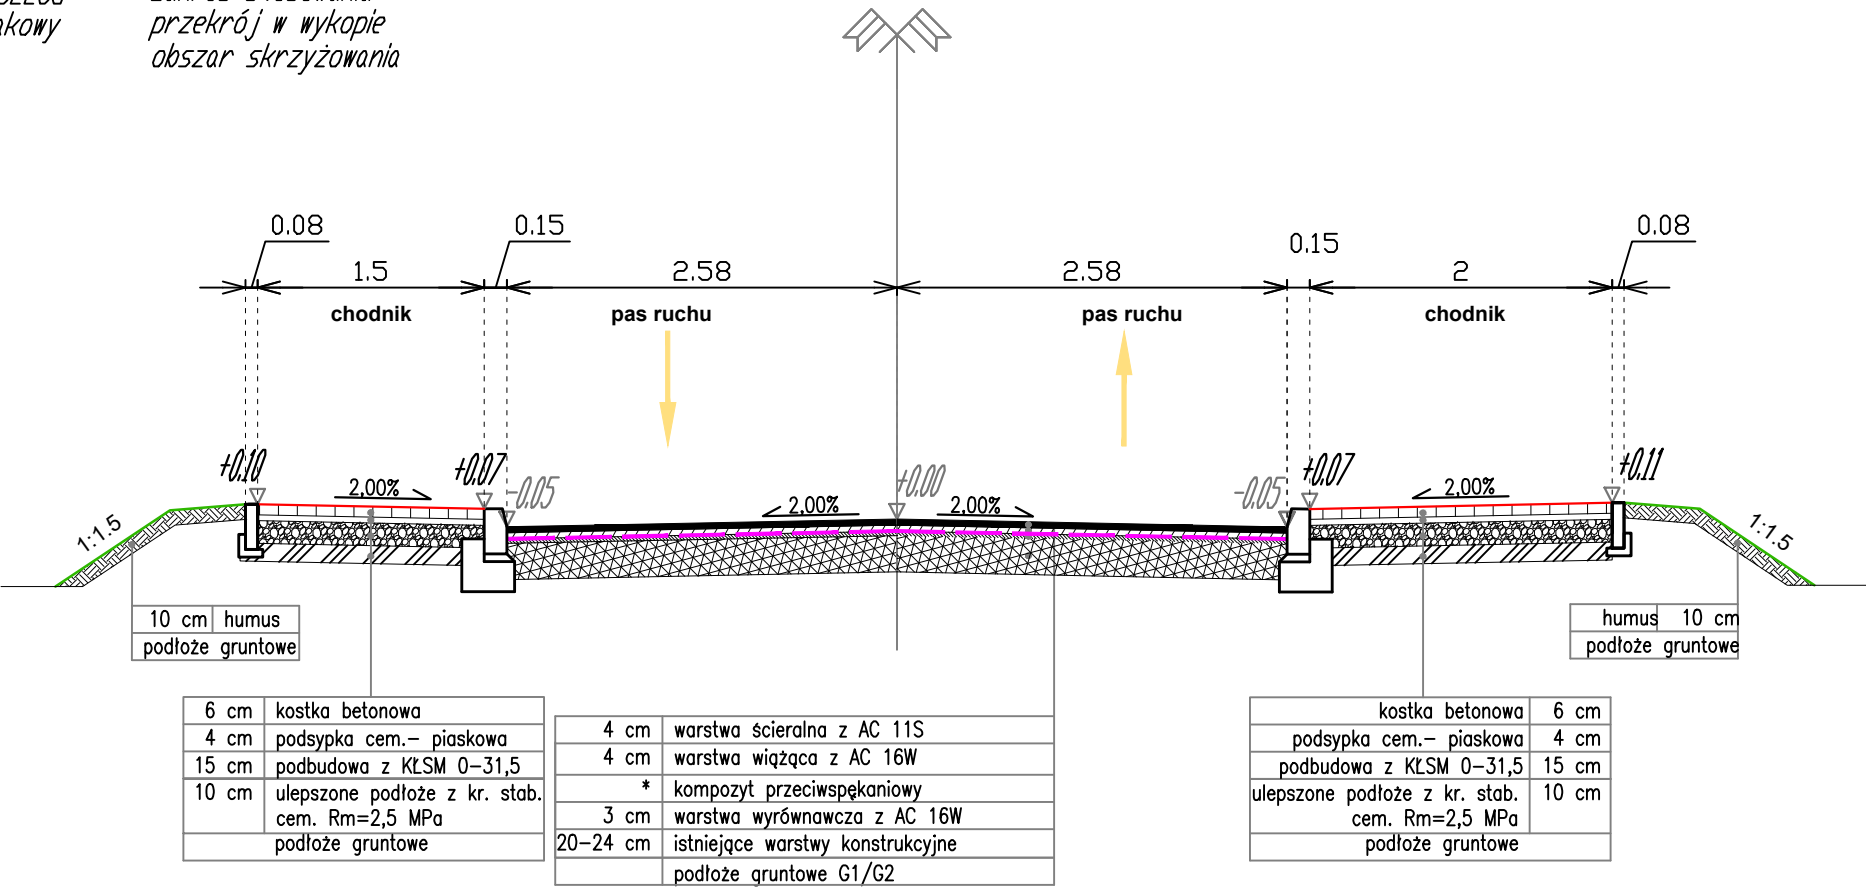 przekrój w wykopie
obszar skrzyżowania
0.08
0.15
0.15
0.08
1.5
2.58
2.58
2
chodnik
pas ruchu
pas ruchu
chodnik
+0.10
+0.07
-0.05
+0.00
-0.05
+0.07
+0.11
2,00%
2,00%
2,00%
2,00%
1:1.5
1:1.5
10 cm humus
podłoże gruntowe
humus 10 cm
podłoże gruntowe
6 cm kostka betonowa
4 cm podsypka cem.- piaskowa
15 cm podbudowa z KŁSM 0-31,5
10 cm ulepszone podłoże z kr. stab.
cem. Rm=2,5 MPa
podłoże gruntowe
4 cm warstwa ścieralna z AC 11S
4 cm warstwa wiążąca z AC 16W
* kompozyt przeciwspękaniowy
3 cm warstwa wyrównawcza z AC 16W
20-24 cm istniejące warstwy konstrukcyjne
podłoże gruntowe G1/G2
kostka betonowa 6 cm
podsypka cem.- piaskowa 4 cm
podbudowa z KŁSM 0-31,5 15 cm
ulepszone podłoże z kr. stab. 10 cm
cem. Rm=2,5 MPa
podłoże gruntowe